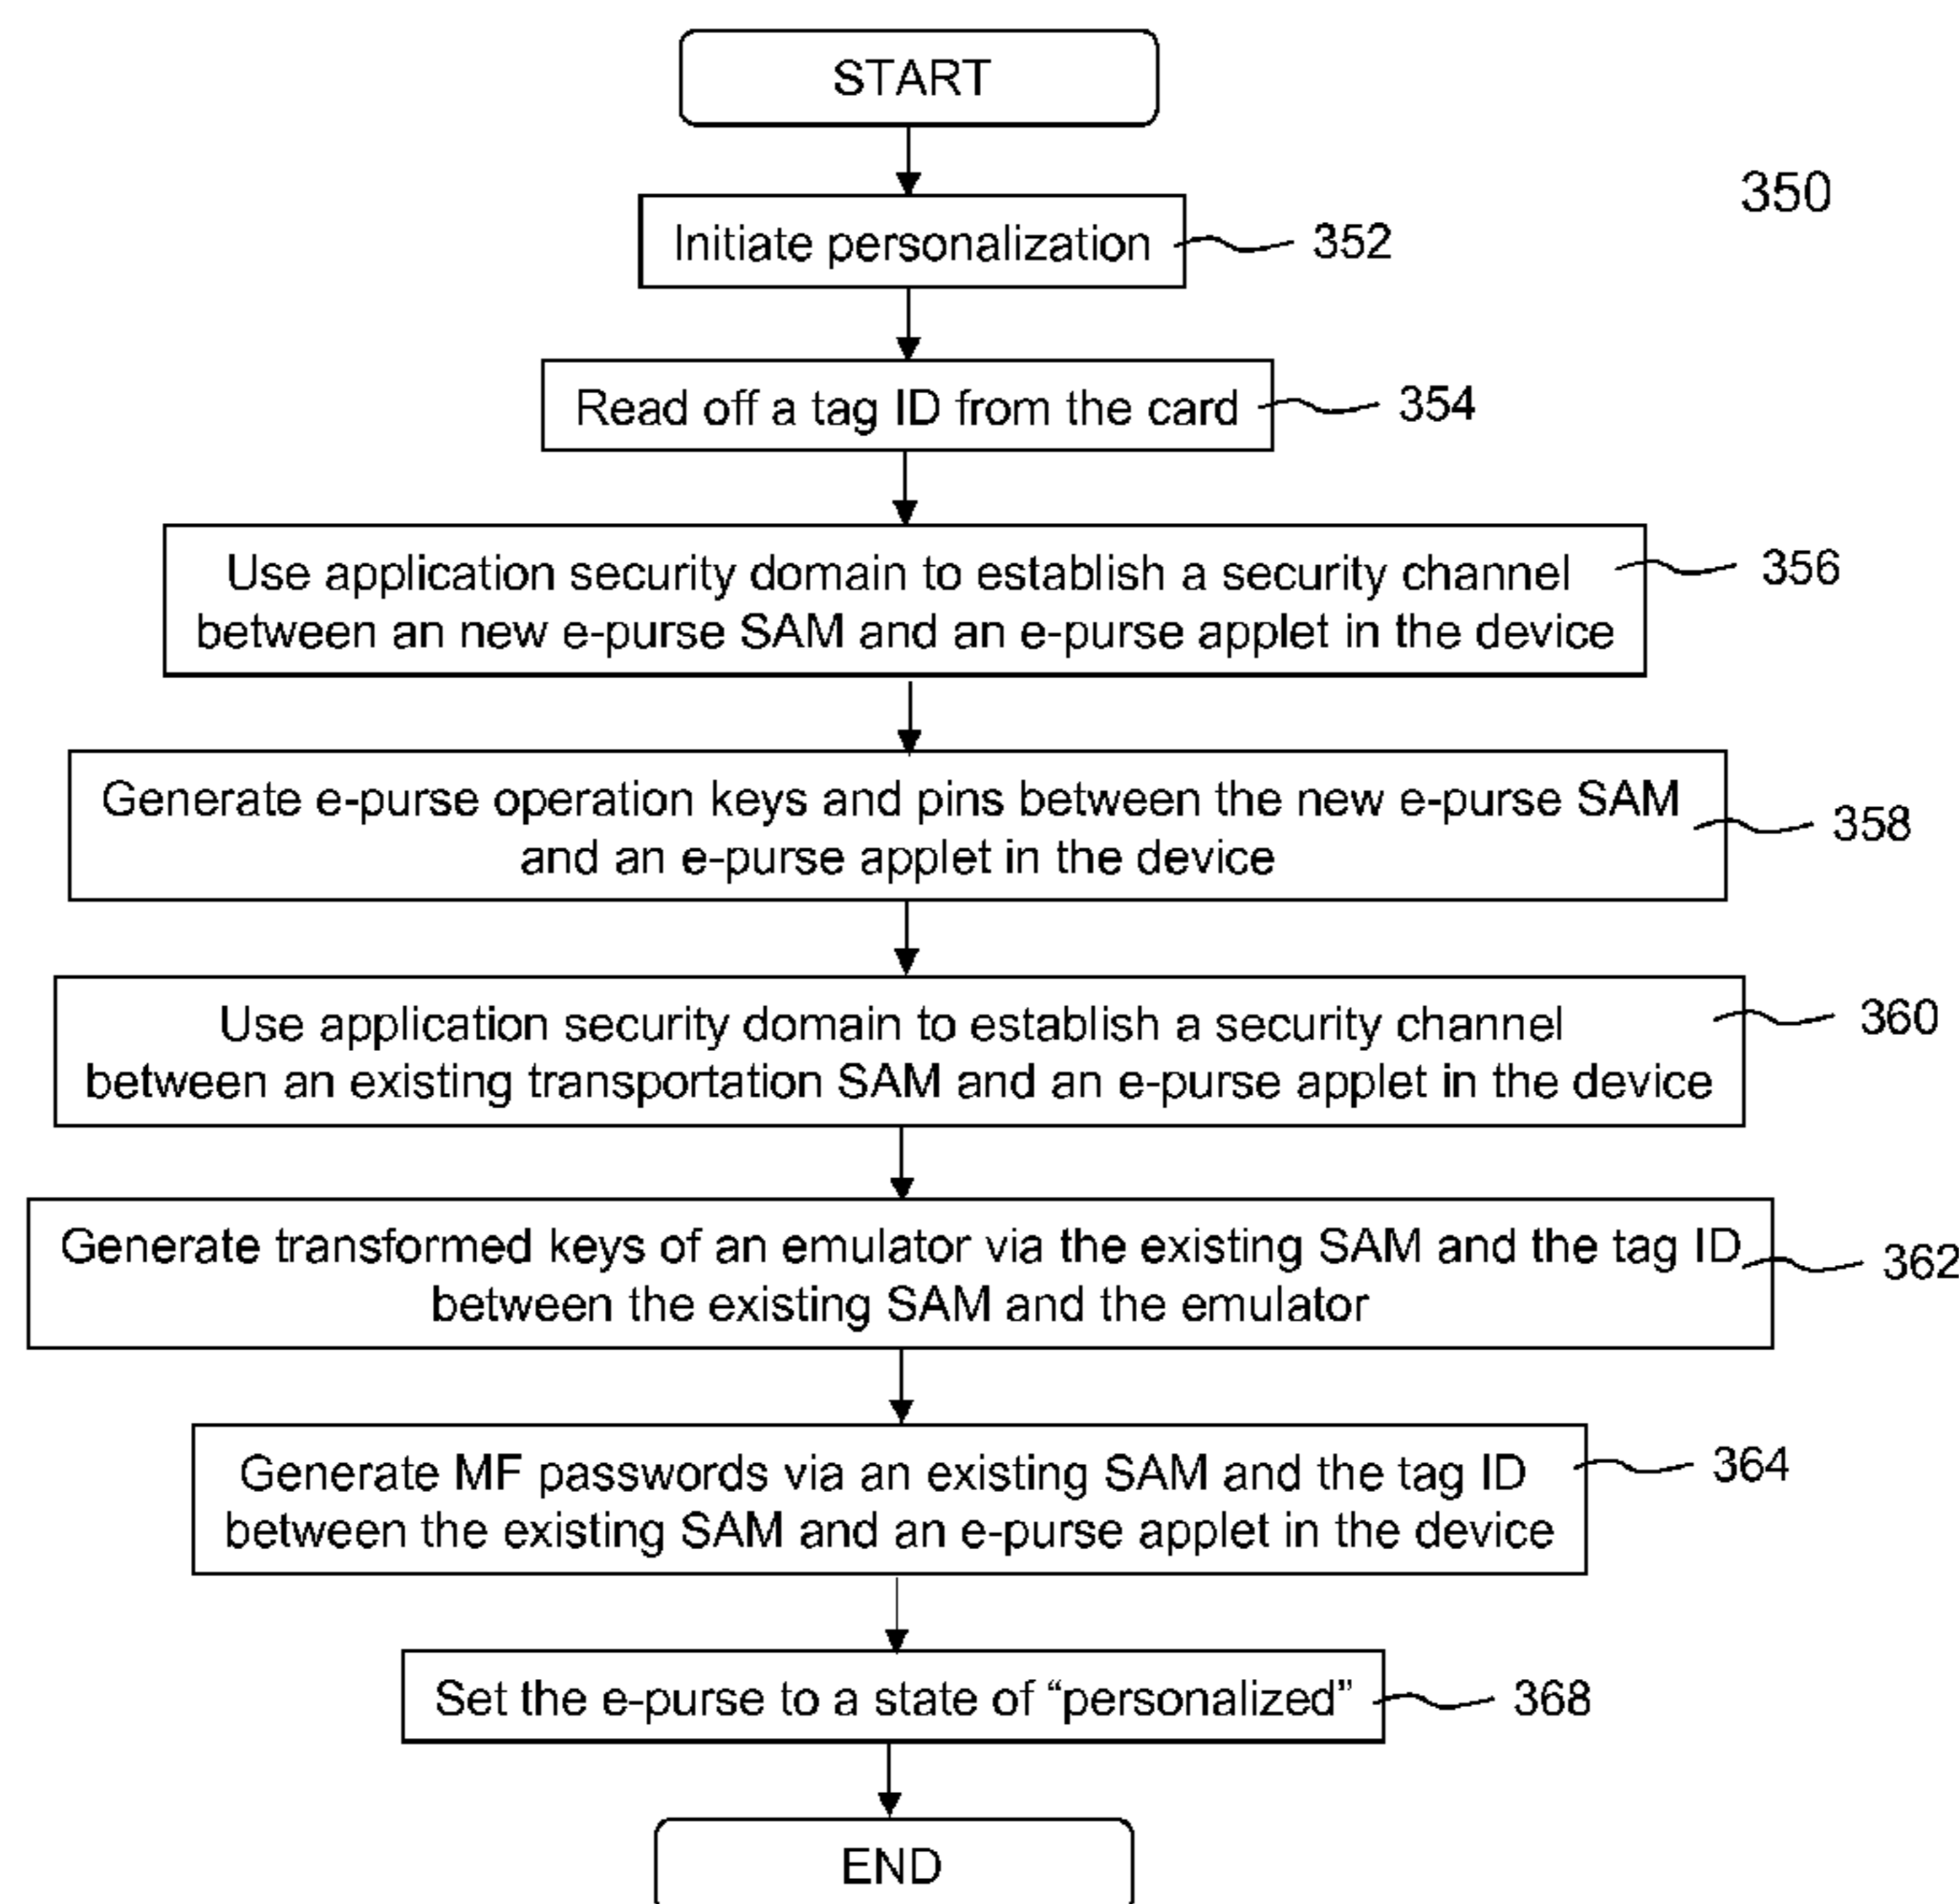 START
350
Initiate personalization
352
Read off a tag ID from the card
354
Use application security domain to establish a security channel
between an new e-purse SAM and an e-purse applet in the device
356
Generate e-purse operation keys and pins between the new e-purse SAM
and an e-purse applet in the device
358
Use application security domain to establish a security channel
between an existing transportation SAM and an e-purse applet in the device
360
Generate transformed keys of an emulator via the existing SAM and the tag ID
between the existing SAM and the emulator
362
Generate MF passwords via an existing SAM and the tag ID
between the existing SAM and an e-purse applet in the device
364
Set the e-purse to a state of “personalized”
368
END